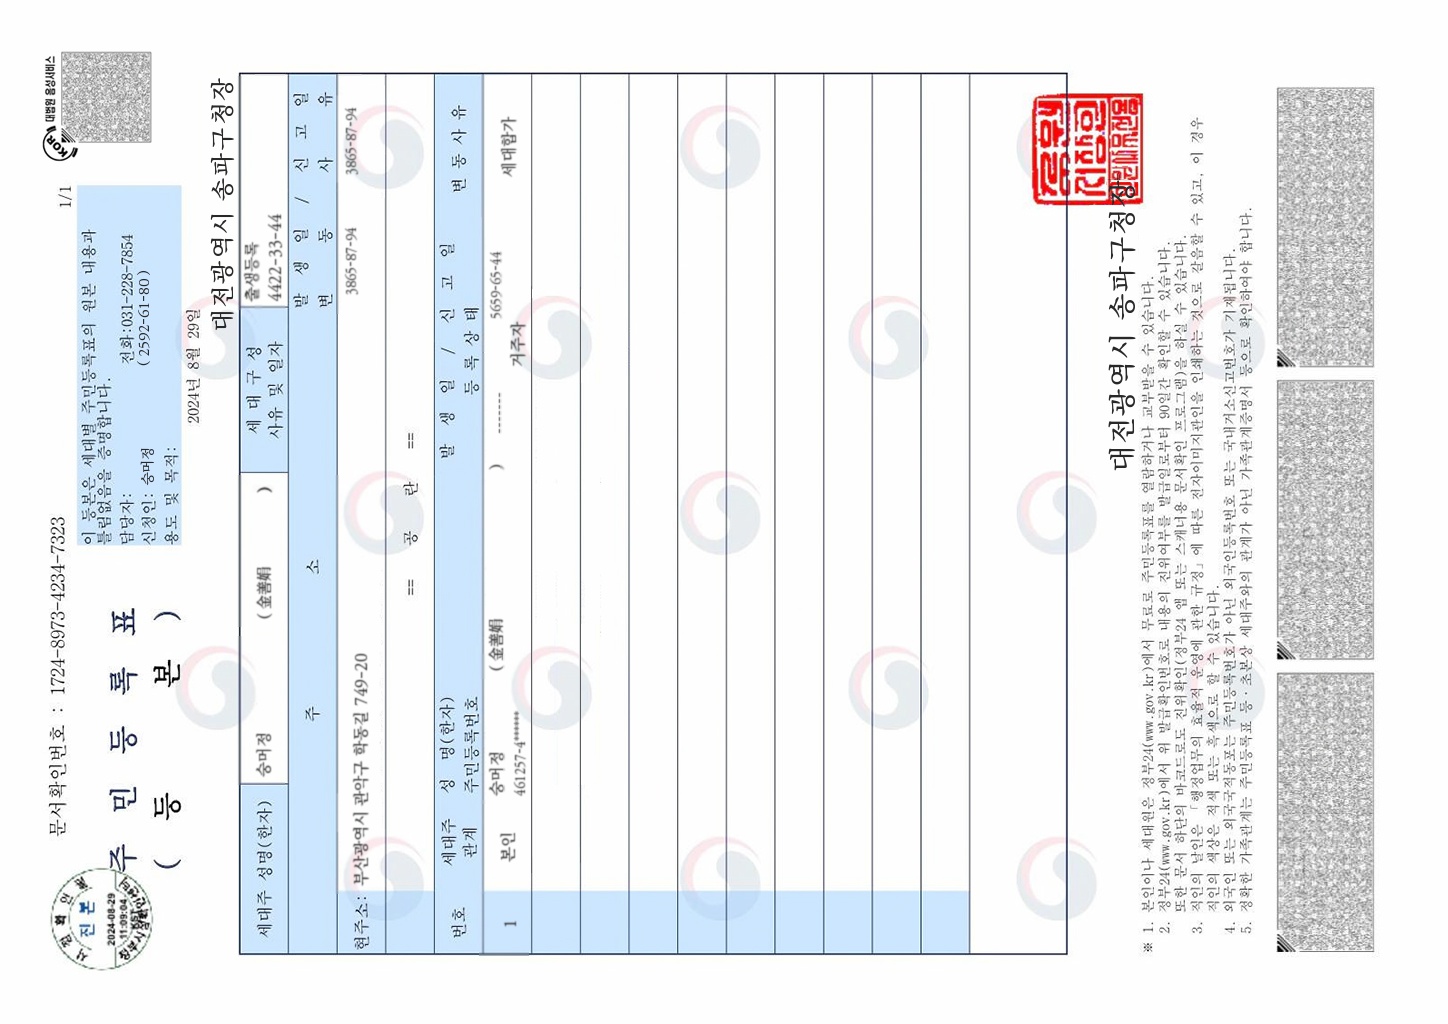 문서확인번호 : 1724-8973-4234-7323
1/1
대법원 음성서비스
KOR
시 점 확 인 필
진 본
2024-08-29
11:09:04
KST
주 민 등 록 표
( 등 본 )
이 등본은 세대별 주민등록표의 원본 내용과
틀림없음을 증명합니다.
담당자: 전화:031-228-7854
신청인: 숭머정 ( 2592-61-80 )
용도 및 목적:
2024년 8월 29일
대전광역시 송파구청장
세대주 성명(한자) 숭머정 ( 金善娟 ) 세 대 구 성 사유 및 일자 출생등록 4422-33-44
주 소 발 생 일 / 신 고 일
변 동 사 유
현주소: 부산광역시 관악구 학동길 749-20 3865-87-94 3865-87-94
== 공 란 ==
번호 세대주 관계 성 명(한자) 주민등록번호 발 생 일 / 신 고 일 등 록 상 태 변 동 사 유
1 본인 숭머정 ( 金善娟 ) ------- 5659-65-44 세대합가
461257-4****** 거주자
대전광역시 송파구청장
※ 1. 본인이나 세대원은 정부24(www.gov.kr)에서 무료로 주민등록표를 열람하거나 교부받을 수 있습니다.
2. 정부24(www.gov.kr)에서 위 발급확인번호로 내용의 진위여부를 발급일로부터 90일간 확인할 수 있습니다.
또한 문서 하단의 바코드로도 진위확인(정부24 앱 또는 스캐너용 문서확인 프로그램)을 하실 수 있습니다.
3. 직인의 날인은 「행정업무의 효율적 운영에 관한 규정」에 따른 전자이미지관인을 인쇄하는 것으로 갈음할 수 있고, 이 경우
직인의 색상은 적색 또는 흑색으로 할 수 있습니다.
4. 외국인 또는 외국국적동포는 주민등록번호가 아닌 외국인등록번호 또는 국내거소신고번호가 기재됩니다.
5. 정확한 가족관계는 주민등록표 등·초본상 세대주와의 관계가 아닌 가족관계증명서 등으로 확인하여야 합니다.